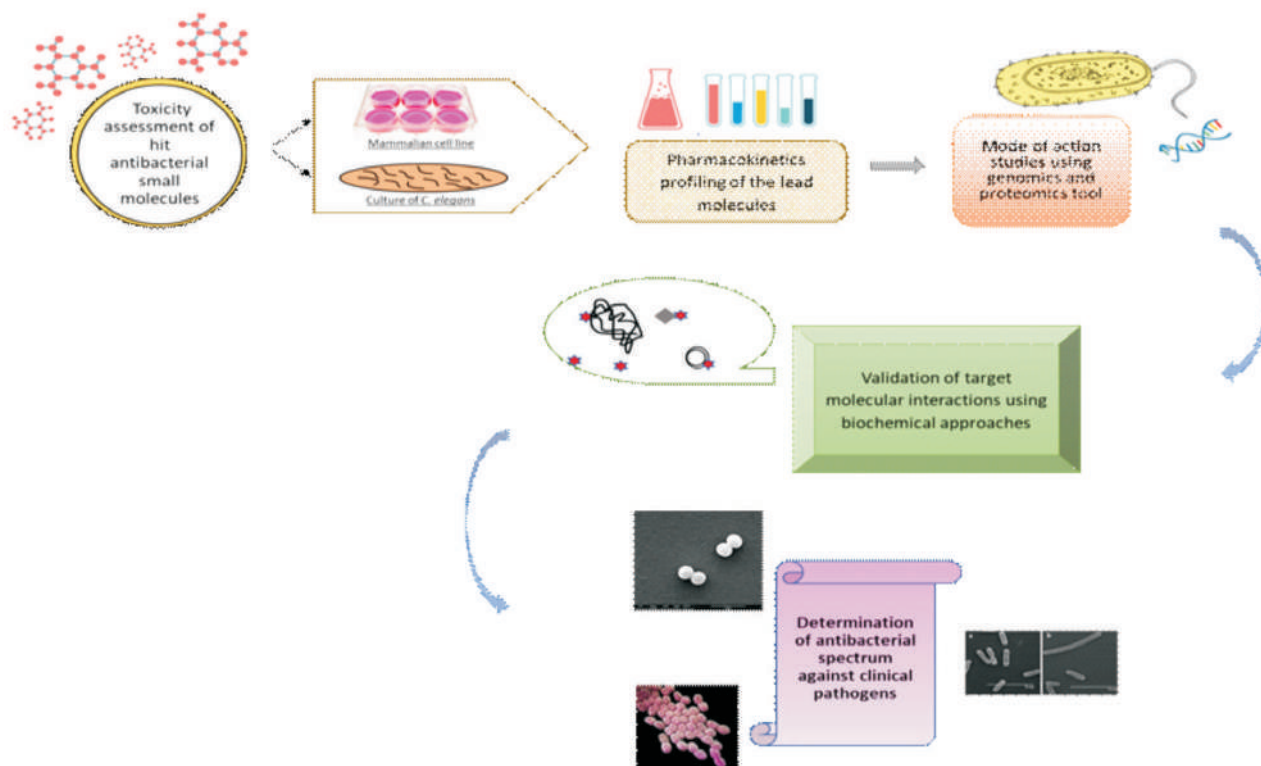 Toxicity
assessment of
hit
antibacterial
small
molecules
Mammalian cell line
Culture of C. elegans
Pharmacokinetics
profiling of the lead
molecules
Mode of action
studies using
genomics and
proteomics tool
Validation of target
molecular interactions using
biochemical approaches
Determination
of antibacterial
spectrum
against clinical
pathogens